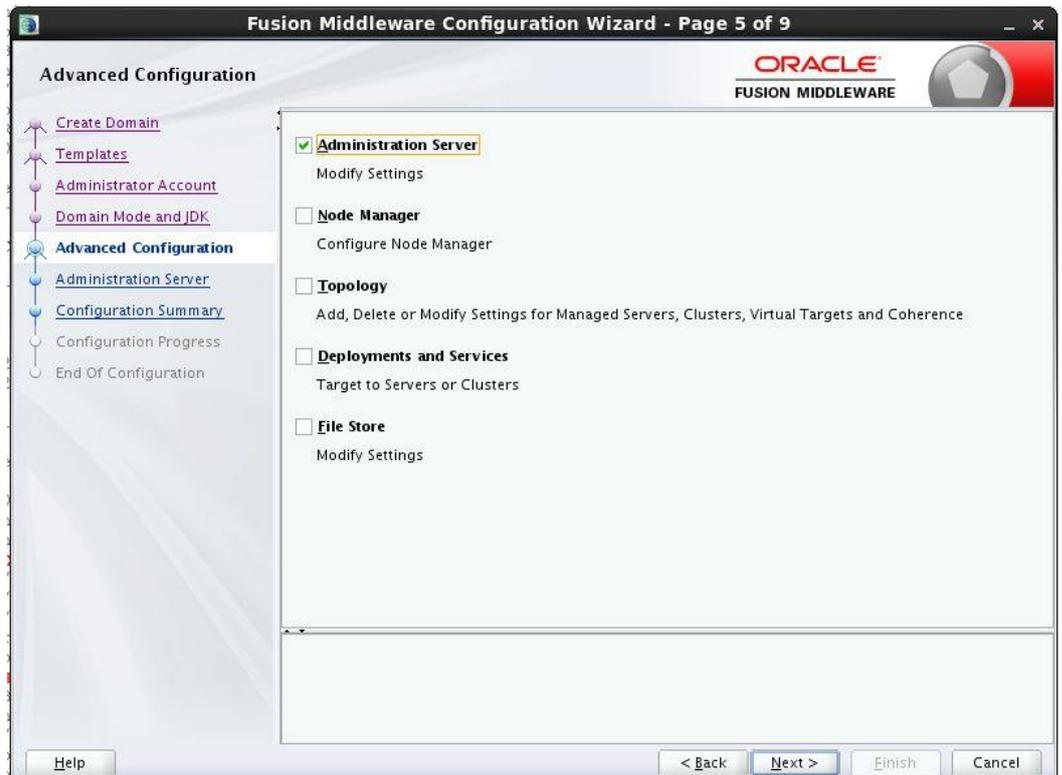 Fusion Middleware Configuration Wizard - Page 5 of 9
Advanced Configuration
ORACLE
FUSION MIDDLEWARE
Create Domain
Templates
Administrator Account
Domain Mode and JDK
Advanced Configuration
Administration Server
Configuration Summary
Configuration Progress
End Of Configuration
Administration Server
Modify Settings
Node Manager
Configure Node Manager
Topology
Add, Delete or Modify Settings for Managed Servers, Clusters, Virtual Targets and Coherence
Deployments and Services
Target to Servers or Clusters
File Store
Modify Settings
Help
< Back
Next >
Finish
Cancel